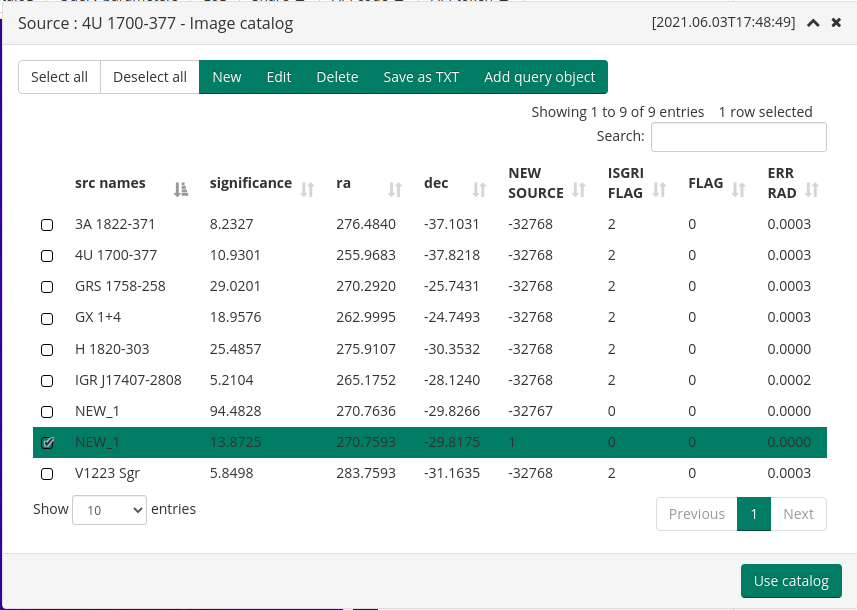 Source : 4U 1700-377 - Image catalog [2021.06.03T17:48:49]
Select all Deselect all New Edit Delete Save as TXT Add query object
Showing 1 to 9 of 9 entries 1 row selected
Search:
src names significance ra dec NEW SOURCE ISGRI FLAG FLAG ERR RAD
3A 1822-371 8.2327 276.4840 -37.1031 -32768 2 0 0.0003
4U 1700-377 10.9301 255.9683 -37.8218 -32768 2 0 0.0003
GRS 1758-258 29.0201 270.2920 -25.7431 -32768 2 0 0.0003
GX 1+4 18.9576 262.9995 -24.7493 -32768 2 0 0.0003
H 1820-303 25.4857 275.9107 -30.3532 -32768 2 0 0.0000
IGR J17407-2808 5.2104 265.1752 -28.1240 -32768 2 0 0.0002
NEW_1 94.4828 270.7636 -29.8266 -32767 0 0 0.0000
NEW_1 13.8725 270.7593 -29.8175 1 0 0 0.0000
V1223 Sgr 5.8498 283.7593 -31.1635 -32768 2 0 0.0003
Show 10 entries Previous 1 Next
Use catalog